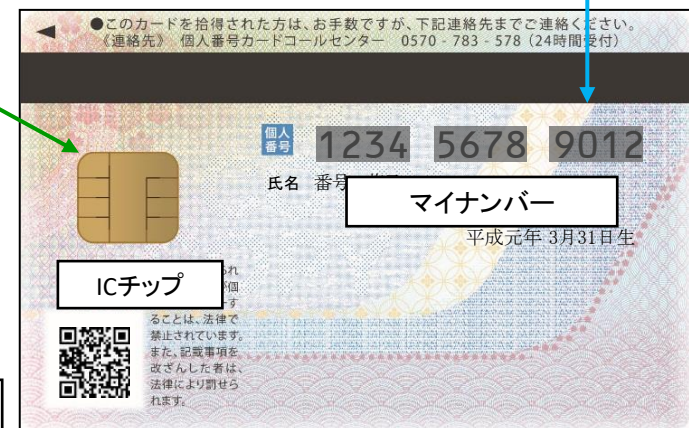 ●このカードを拾得された方は、お手数ですが、下記連絡先までご連絡ください。
《連絡先》 個人番号カードコールセンター 0570 - 783 - 578 (24時間受付)
個人番号 1234 5678 9012
氏名 番号
マイナンバー
平成元年 3月31日生
ICチップ
られ
個
す
ることは、法律で
禁止されています。
また、記載事項を
改ざんした者は、
法律により罰せら
れます。